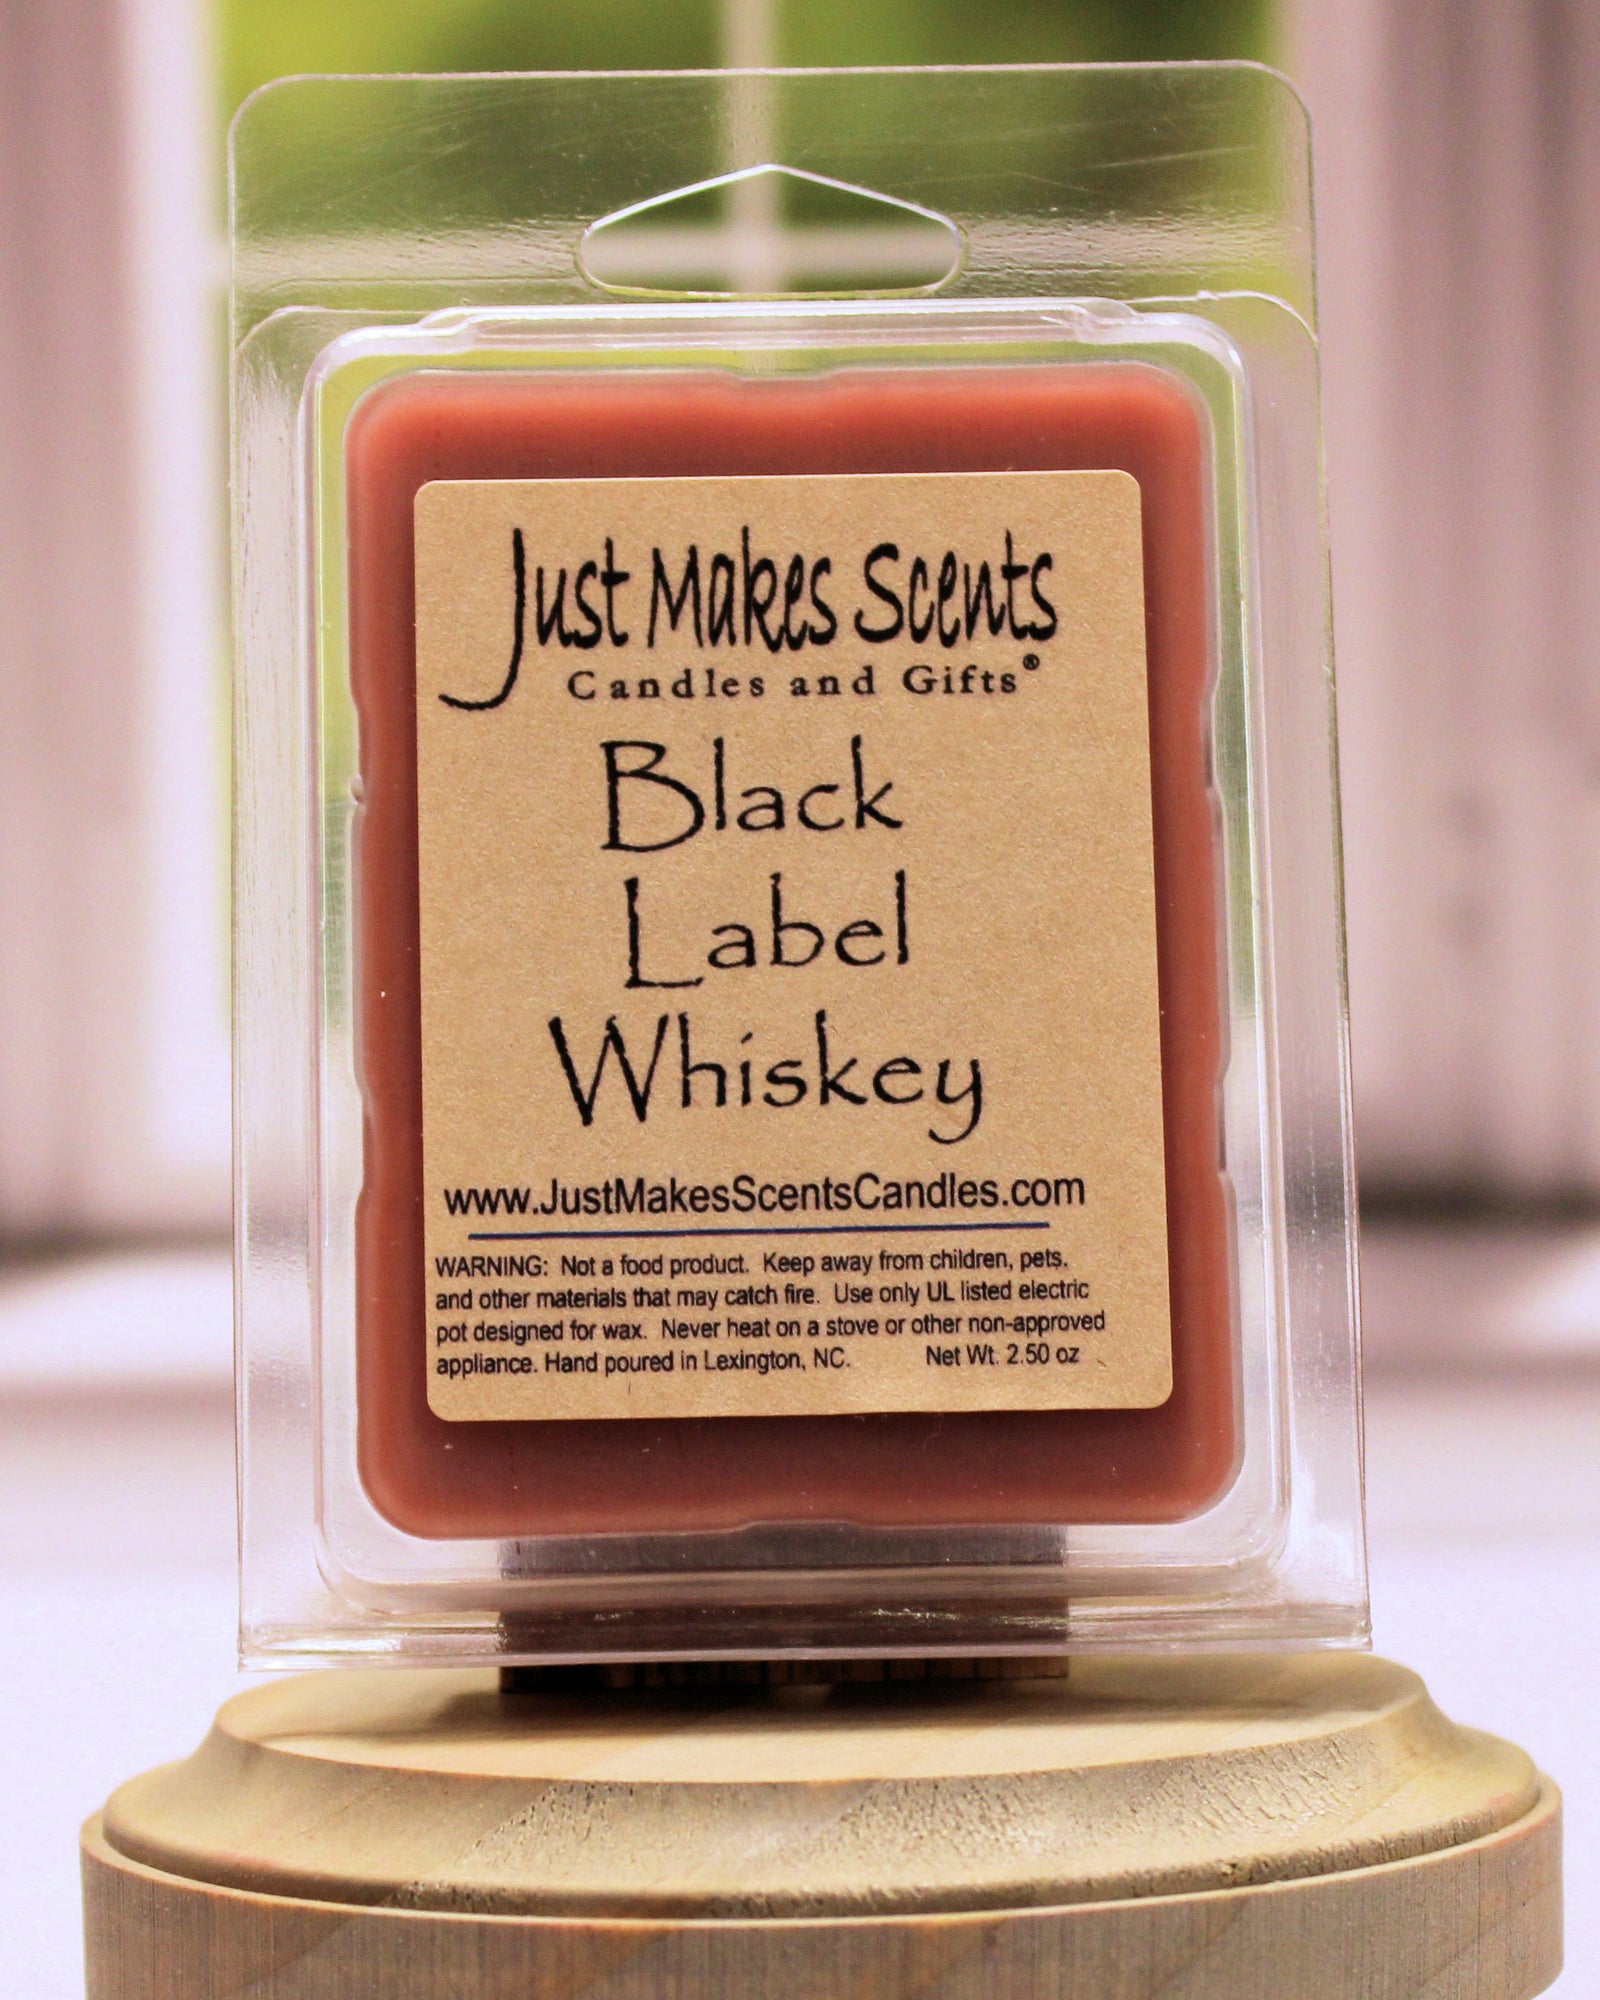 Just Makes Scents
Candles and Gifts®
Black
Label
Whiskey
www.JustMakesScentsCandles.com
WARNING: Not a food product. Keep away from children, pets,
and other materials that may catch fire. Use only UL listed electric
pot designed for wax. Never heat on a stove or other non-approved
appliance. Hand poured in Lexington, NC. Net Wt. 2.50 oz